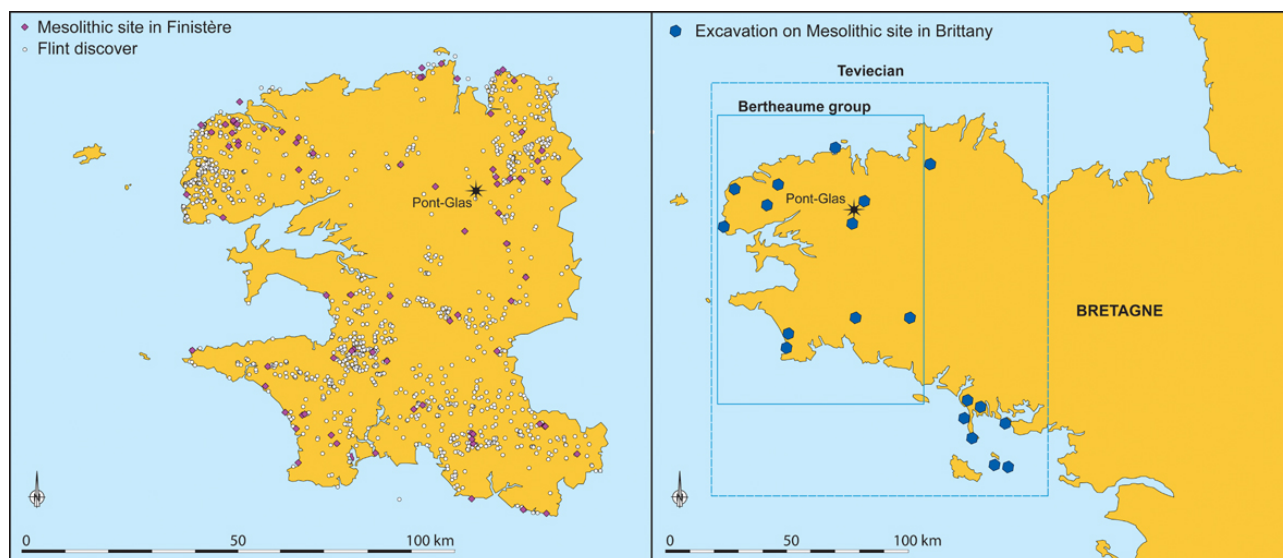 Mesolithic site in Finistère
Flint discover
Pont-Glas
N
0 50 100 km
Excavation on Mesolithic site in Brittany
Teviecian
Bertheaume group
Pont-Glas
BRETAGNE
N
0 50 100 km